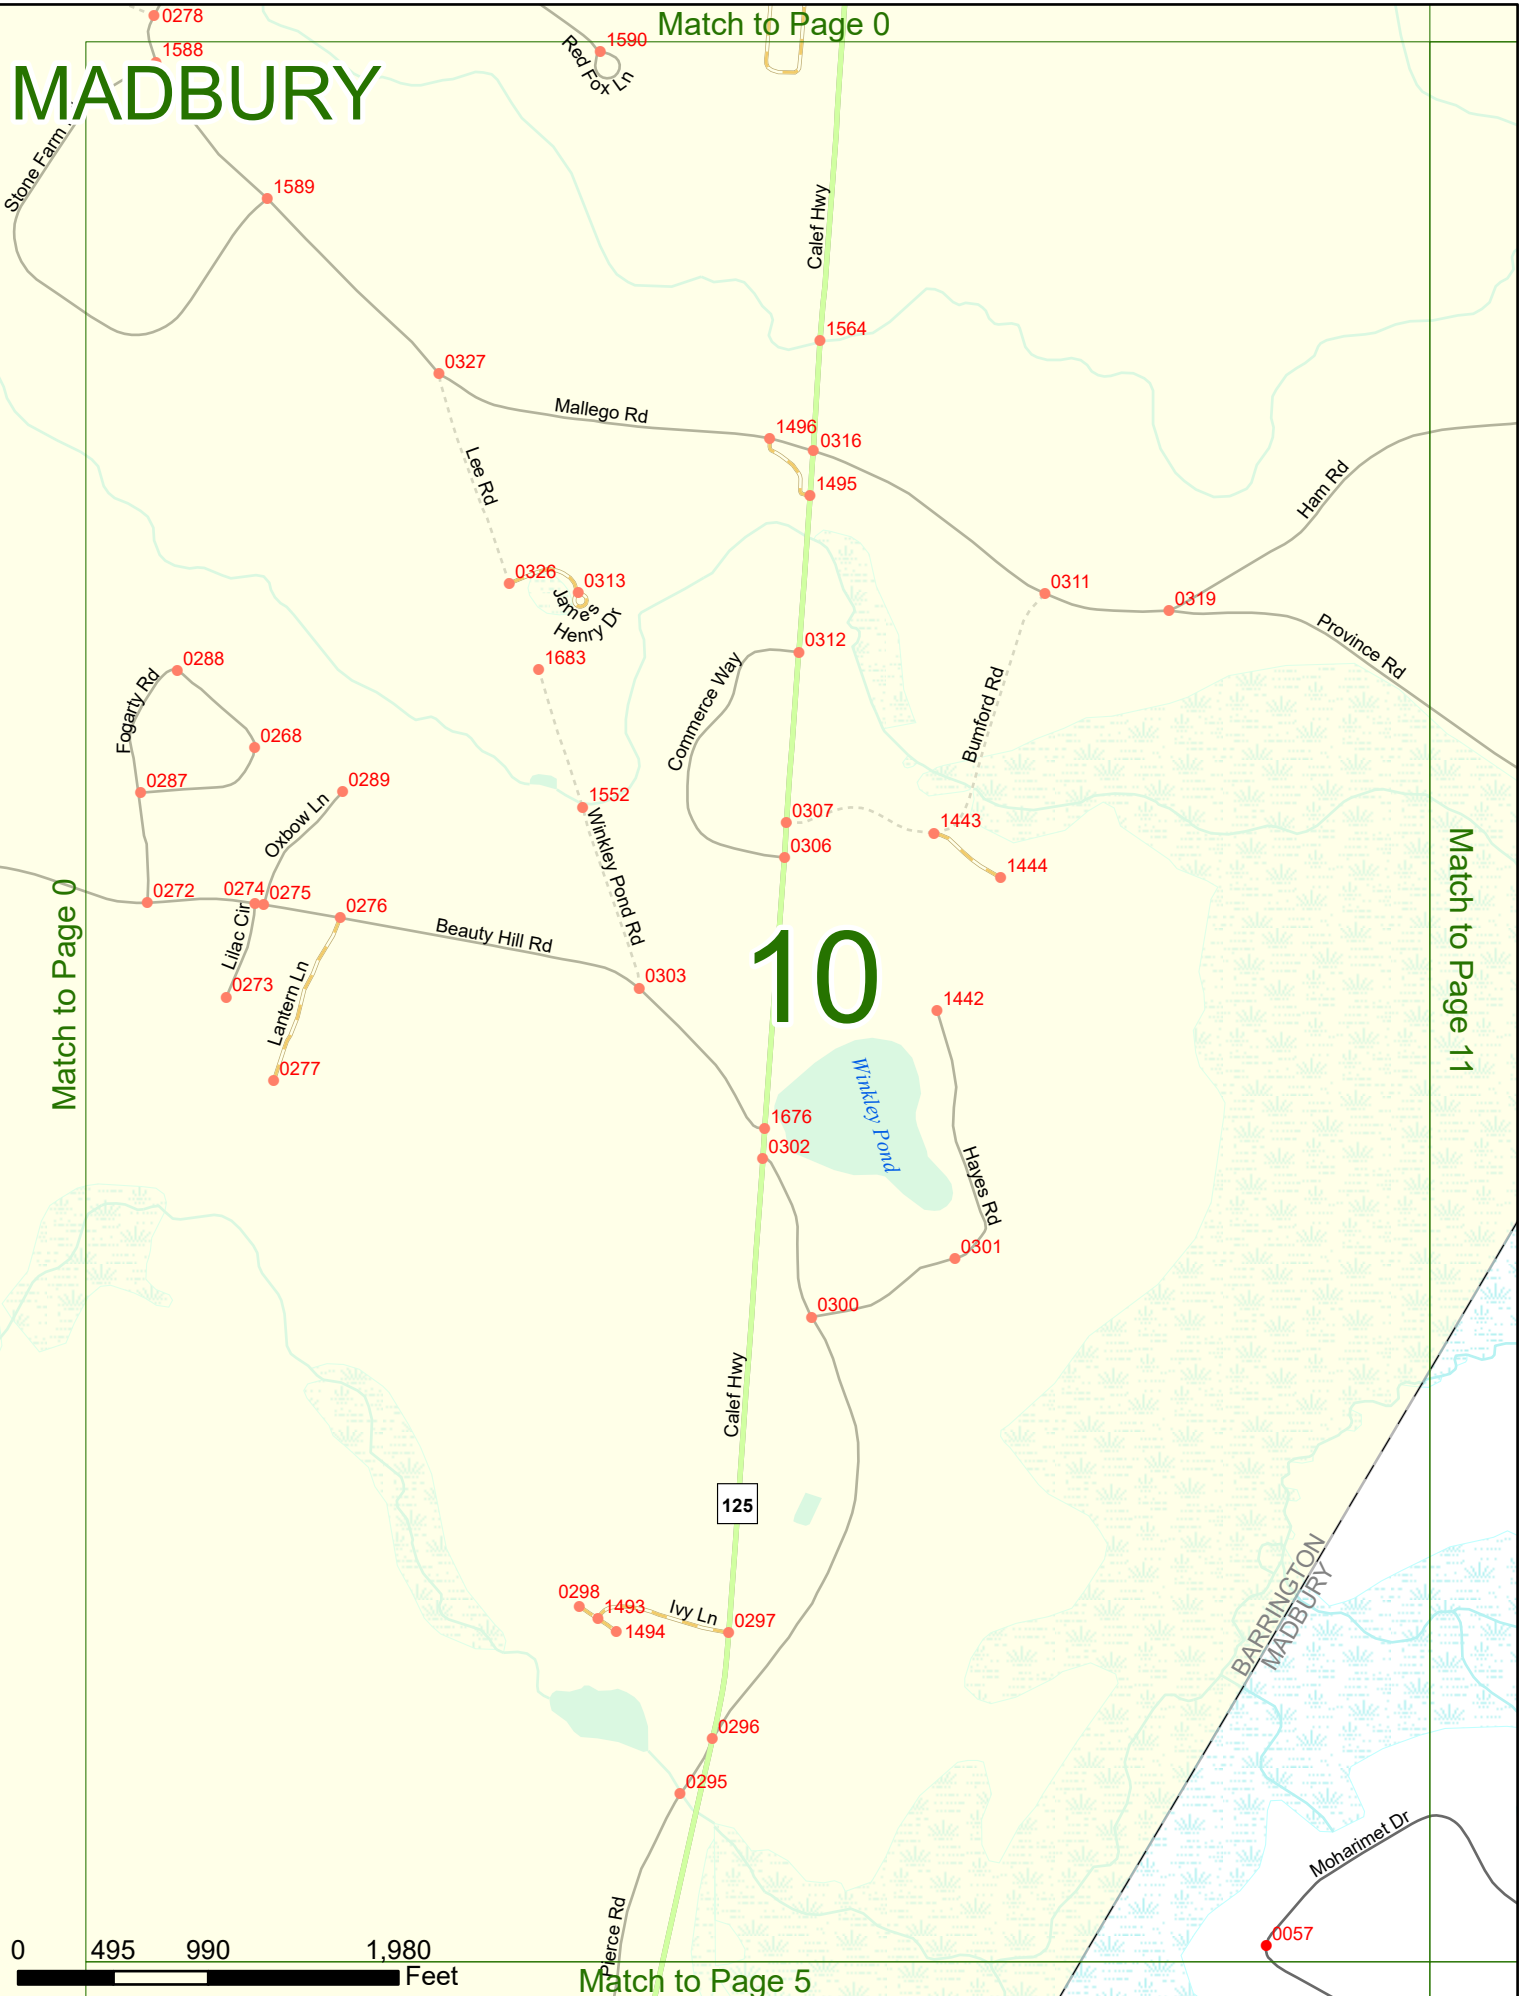 0278
Match to Page 0
1588
1590
Red Fox Ln
MADBURY
Stone Farm
1589
Calef Hwy
1564
0327
Mallego Rd
1496
0316
1495
Lee Rd
Ham Rd
0326
0313
James
Henry Dr
0311
0319
Province Rd
0312
1683
0288
Fogarty Rd
Commerce Way
Bumford Rd
0268
0287
0289
Oxbow Ln
1552
Winkley Pond Rd
0307
1443
0306
1444
Match to Page 11
Match to Page 0
0272
0274
0275
0276
Lilac Cir
Beauty Hill Rd
0273
Lantern Ln
0303
10
1442
0277
Winkley Pond
1676
0302
Hayes Rd
0301
0300
Calef Hwy
125
BARRINGTON
MADBURY
0298
1493
Ivy Ln
0297
1494
0296
0295
Moharimet Dr
Pierce Rd
0057
0 495 990 1,980
Feet
Match to Page 5